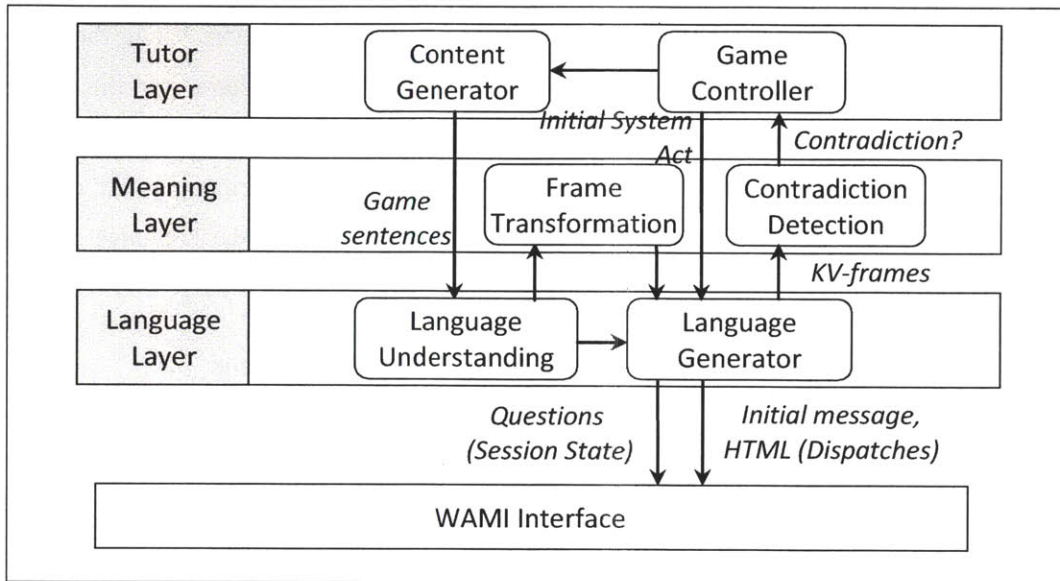 Tutor
Layer
Content
Generator
Game
Controller
Initial System
Act
Contradiction?
Meaning
Layer
Game
sentences
Frame
Transformation
Contradiction
Detection
KV-frames
Language
Layer
Language
Understanding
Language
Generator
Questions
(Session State)
Initial message,
HTML (Dispatches)
WAMI Interface